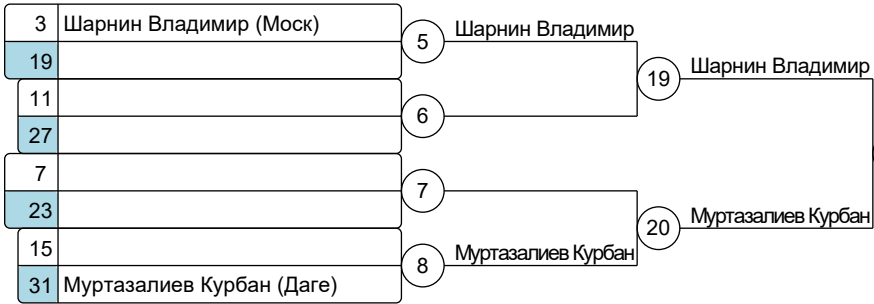 3 Шарнин Владимир (Моск)
19
5 Шарнин Владимир
11
27
6
19 Шарнин Владимир
7
23
7
15
31 Муртазалиев Курбан (Даге)
8 Муртазалиев Курбан
20 Муртазалиев Курбан